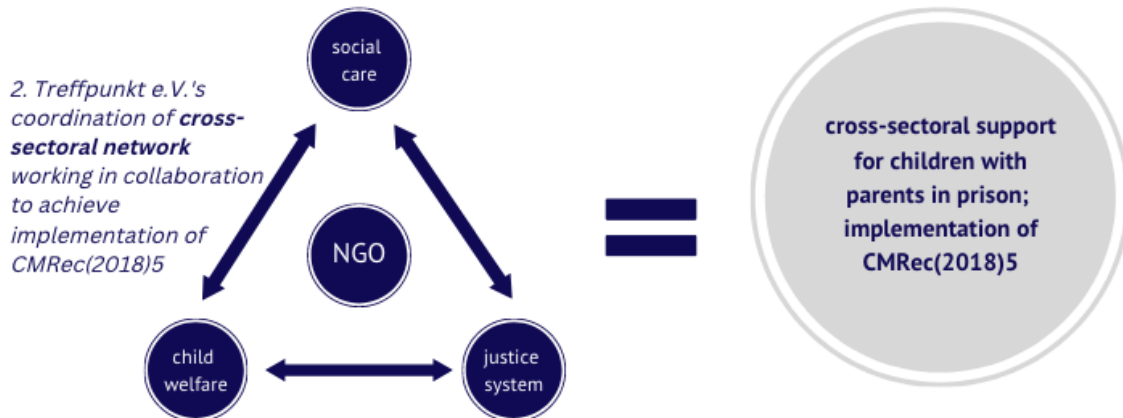 social
care
2. Treffpunkt e.V.'s
coordination of cross-
sectoral network
working in collaboration
to achieve
implementation of
CMRec(2018)5
NGO
child
welfare
justice
system
cross-sectoral support
for children with
parents in prison;
implementation of
CMRec(2018)5